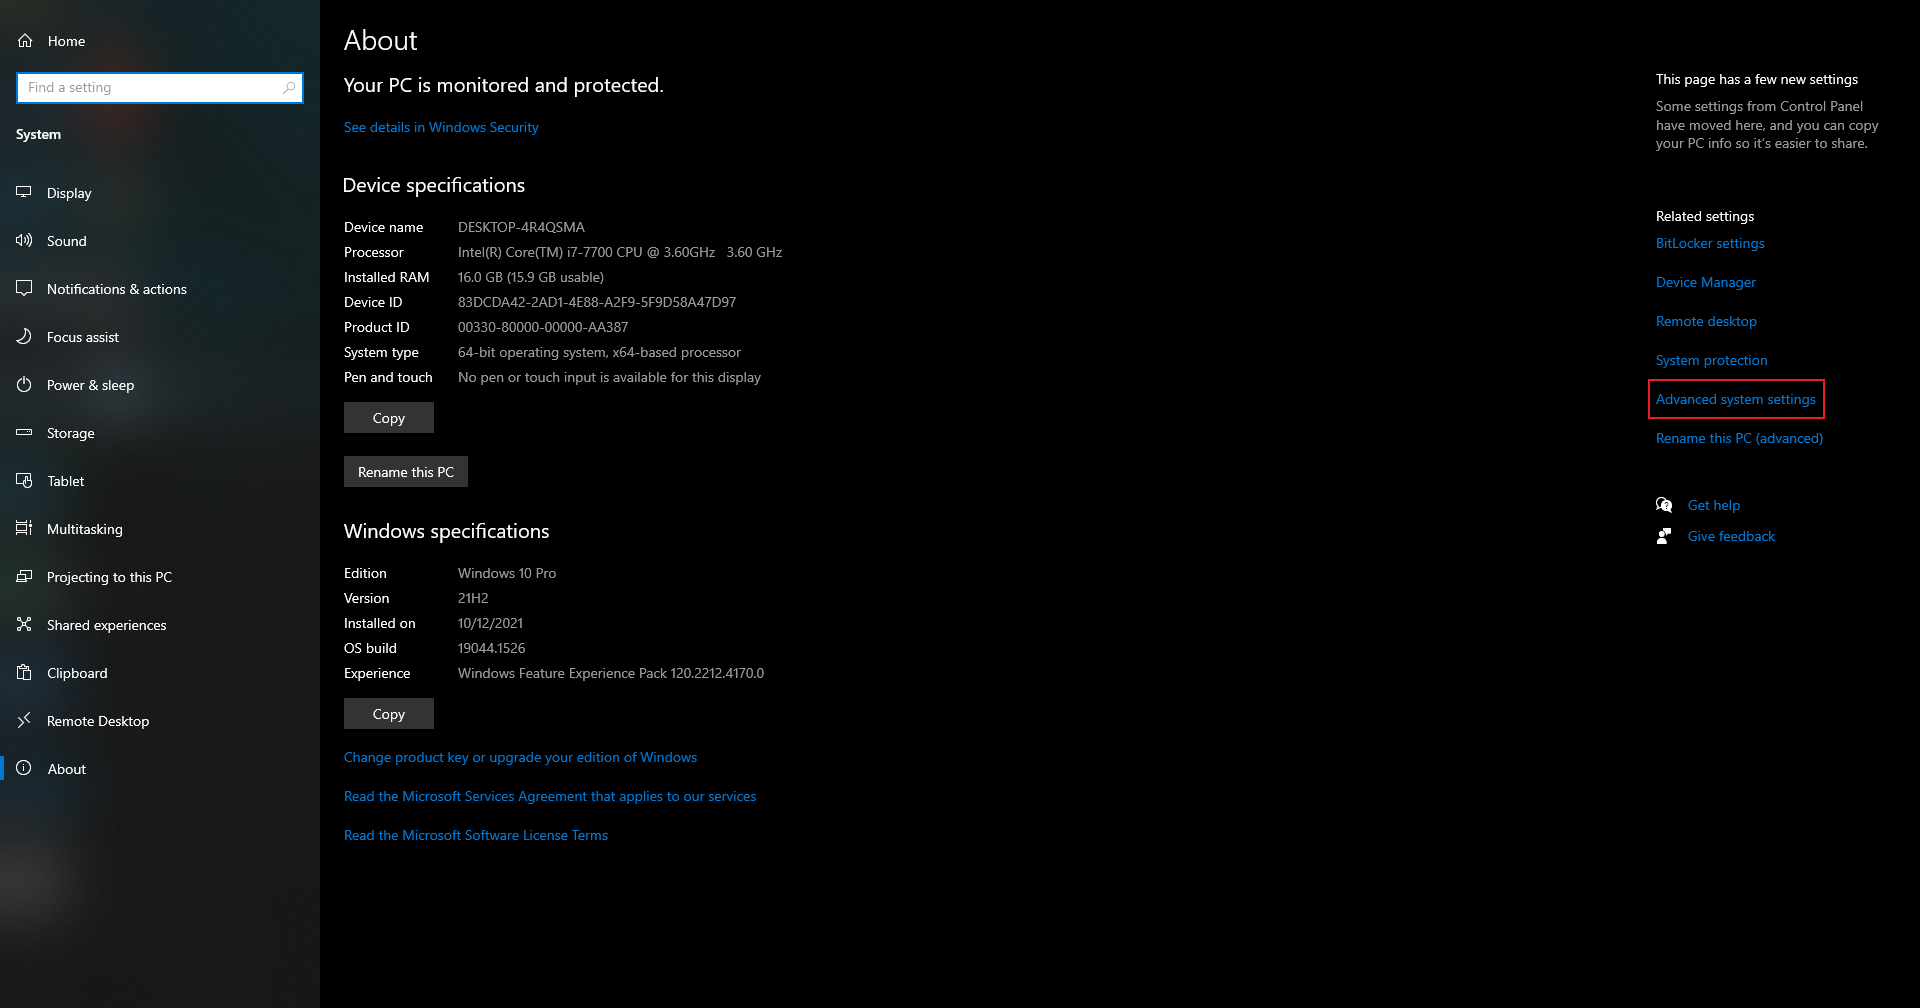 Home
Find a setting
System
Display
Sound
Notifications & actions
Focus assist
Power & sleep
Storage
Tablet
Multitasking
Projecting to this PC
Shared experiences
Clipboard
Remote Desktop
About
About
Your PC is monitored and protected.
See details in Windows Security
Device specifications
Device name DESKTOP-4R4QSMA
Processor Intel(R) Core(TM) i7-7700 CPU @ 3.60GHz 3.60 GHz
Installed RAM 16.0 GB (15.9 GB usable)
Device ID 83DCDA42-2AD1-4E88-A2F9-5F9D58A47D97
Product ID 00330-80000-00000-AA387
System type 64-bit operating system, x64-based processor
Pen and touch No pen or touch input is available for this display
Copy
Rename this PC
Windows specifications
Edition Windows 10 Pro
Version 21H2
Installed on 10/12/2021
OS build 19044.1526
Experience Windows Feature Experience Pack 120.2212.4170.0
Copy
Change product key or upgrade your edition of Windows
Read the Microsoft Services Agreement that applies to our services
Read the Microsoft Software License Terms
This page has a few new settings
Some settings from Control Panel
have moved here, and you can copy
your PC info so it's easier to share.
Related settings
BitLocker settings
Device Manager
Remote desktop
System protection
Advanced system settings
Rename this PC (advanced)
Get help
Give feedback